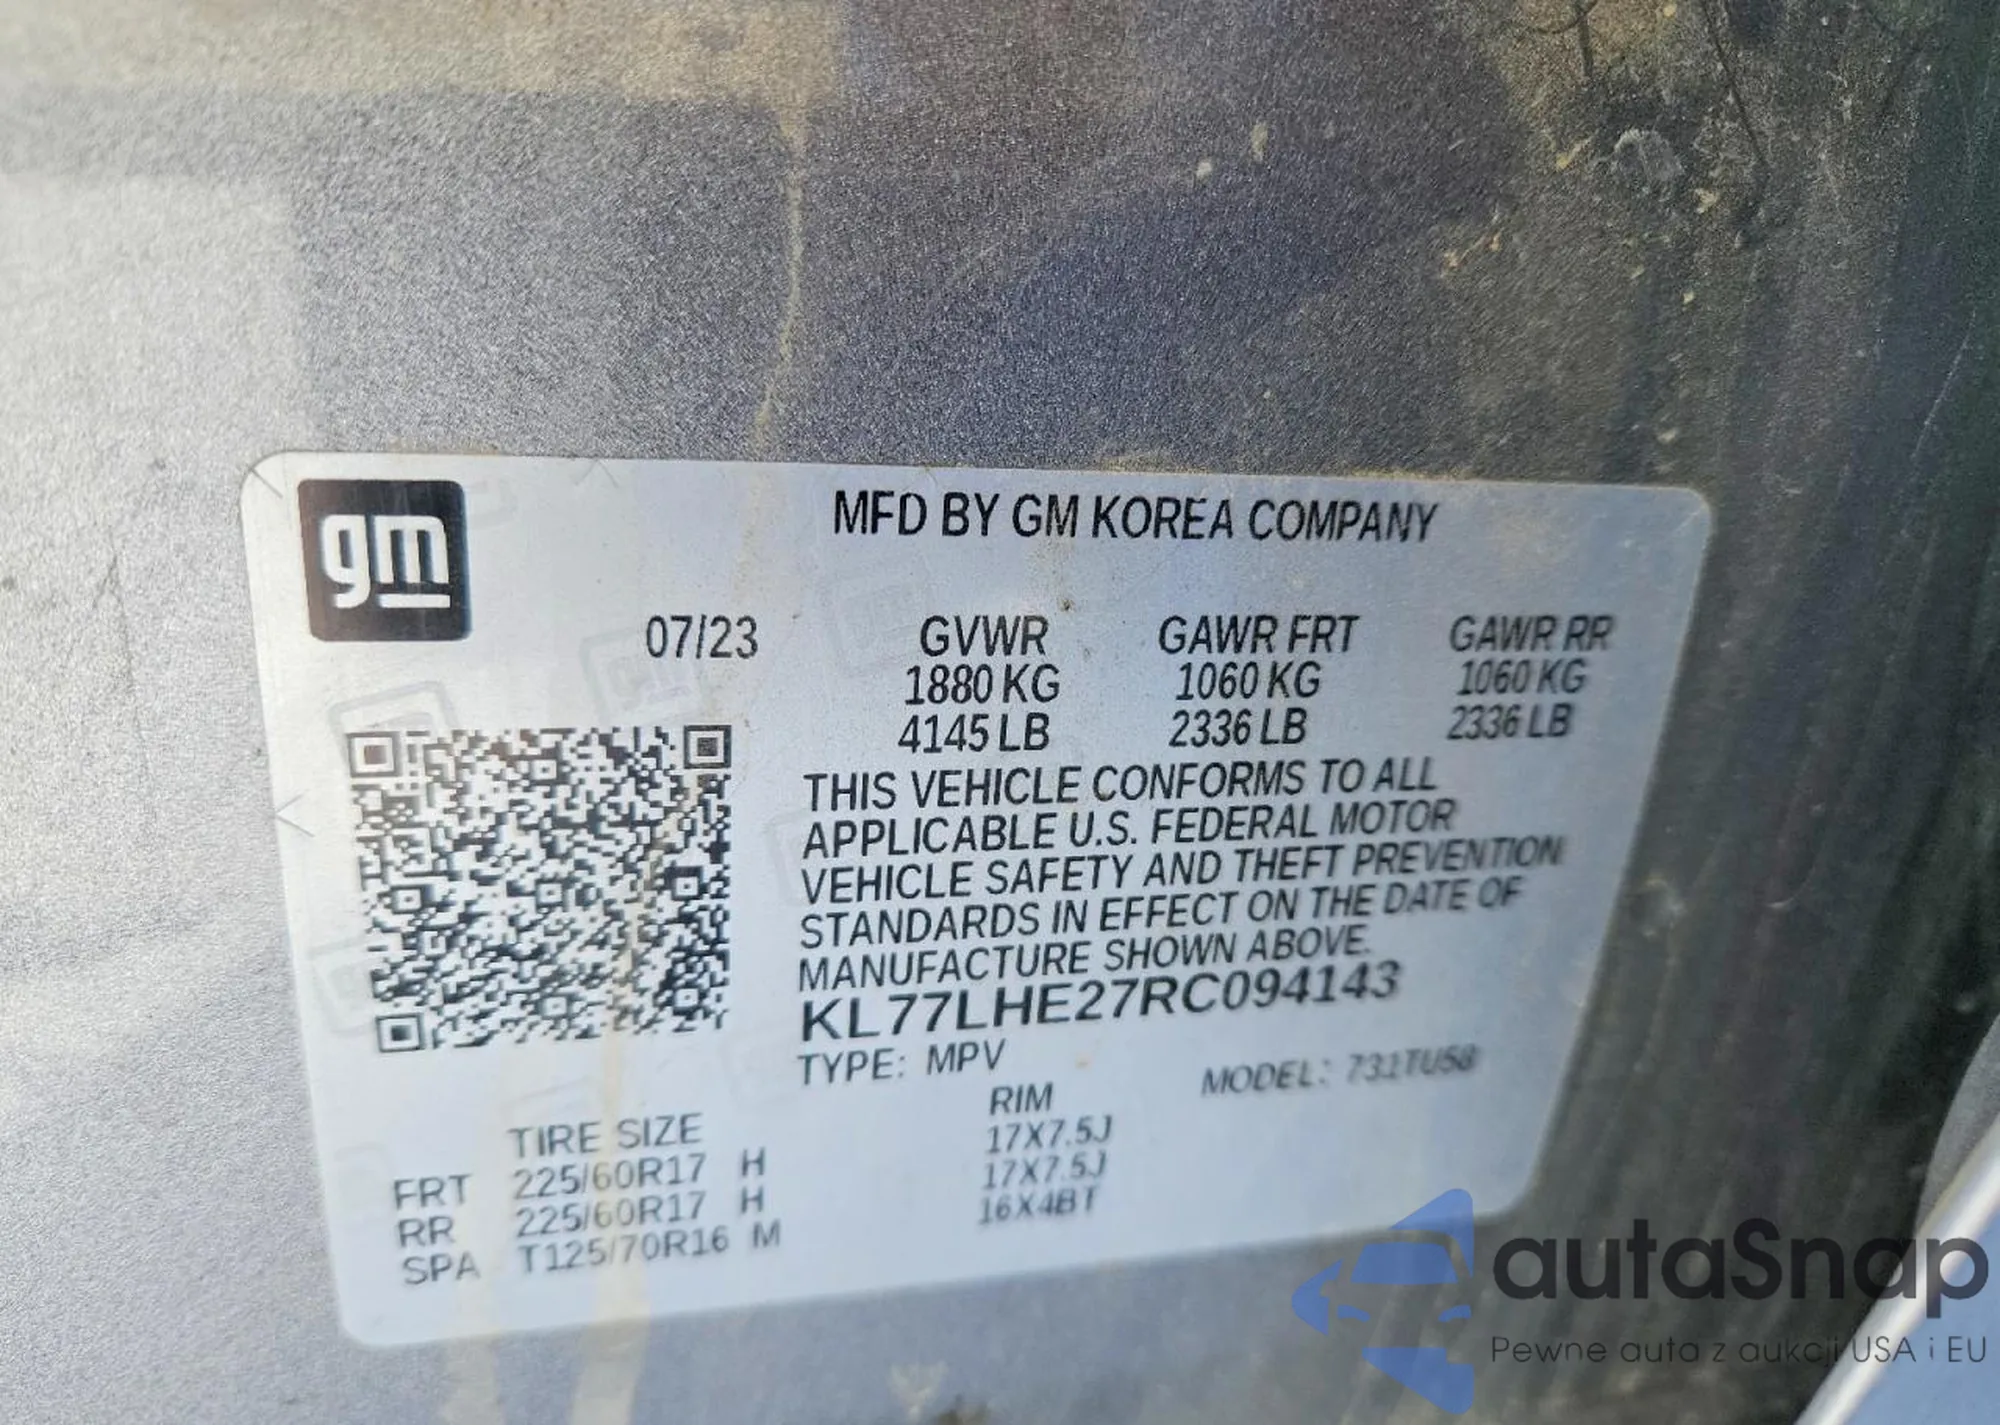 gm
MFD BY GM KOREA COMPANY
07/23 GVWR GAWR FRT GAWR RR
1880 KG 1060 KG 1060 KG
4145 LB 2336 LB 2336 LB
THIS VEHICLE CONFORMS TO ALL
APPLICABLE U.S. FEDERAL MOTOR
VEHICLE SAFETY AND THEFT PREVENTION
STANDARDS IN EFFECT ON THE DATE OF
MANUFACTURE SHOWN ABOVE.
KL77LHE27RC094143
TYPE: MPV MODEL: 731TU58
TIRE SIZE RIM
FRT 225/60R17 H 17X7.5J
RR 225/60R17 H 17X7.5J
SPA T125/70R16 M 16X4BT
autaSnap
Pewne auta z aukcji USA i EU